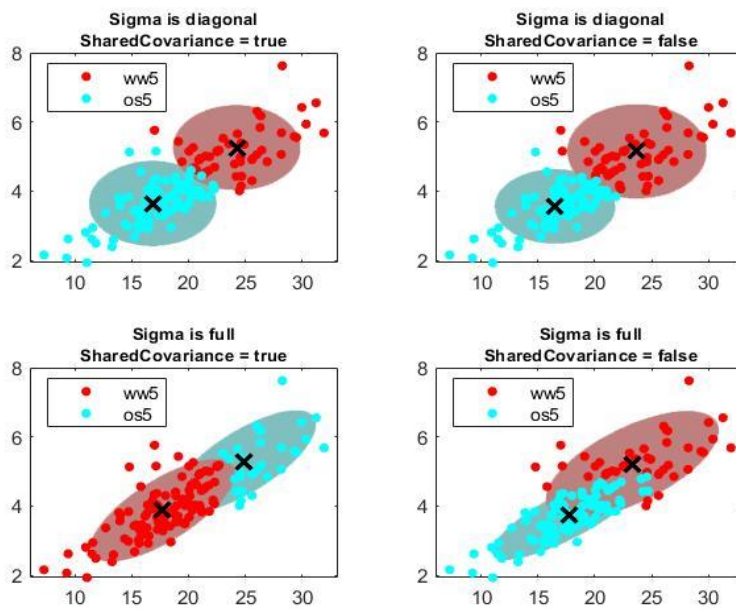 Sigma is diagonal
SharedCovariance = true
8
6
4
2
ww5
os5
10 15 20 25 30
Sigma is diagonal
SharedCovariance = false
8
6
4
2
ww5
os5
10 15 20 25 30
Sigma is full
SharedCovariance = true
8
6
4
2
ww5
os5
10 15 20 25 30
Sigma is full
SharedCovariance = false
8
6
4
2
ww5
os5
10 15 20 25 30